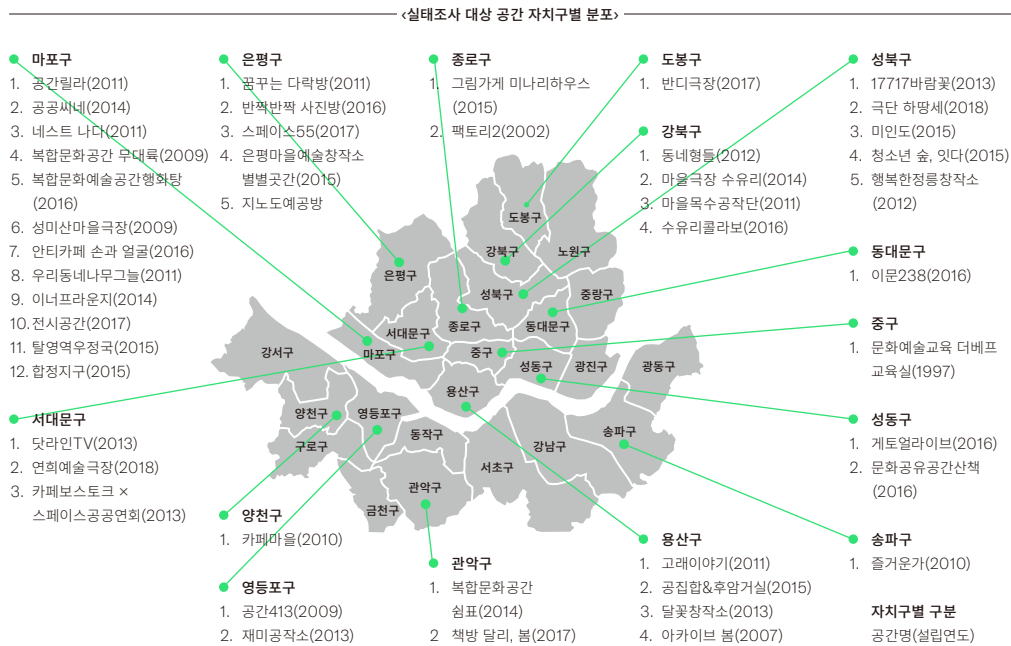 <실태조사 대상 공간 자치구별 분포>
마포구
1. 공간릴라(2011)
2. 공공씨네(2014)
3. 네스트 나다(2011)
4. 복합문화공간 무대륙(2009)
5. 복합문화예술공간행화탕
(2016)
6. 성미산마을극장(2009)
7. 안티카페 손과 얼굴(2016)
8. 우리동네나무그늘(2011)
9. 이너프라운지(2014)
10. 전시공간(2017)
11. 탈영역우정국(2015)
12. 합정지구(2015)
서대문구
1. 닷라인TV(2013)
2. 연희예술극장(2018)
3. 카페보스토크 ×
스페이스공공연희(2013)
은평구
1. 꿈꾸는 다락방(2011)
2. 반짝반짝 사진방(2016)
3. 스페이스55(2017)
4. 은평마을예술창작소
별별곳간(2015)
5. 지노도예공방
종로구
1. 그림가게 미나리하우스
(2015)
2. 팩토리2(2002)
도봉구
1. 반디극장(2017)
강북구
1. 동네형들(2012)
2. 마을극장 수유리(2014)
3. 마을목수공작단(2011)
4. 수유리콜라보(2016)
성북구
1. 17717바람꽃(2013)
2. 극단 하땅세(2018)
3. 미인도(2015)
4. 청소년 숲, 잇다(2015)
5. 행복한정릉창작소
(2012)
동대문구
1. 이문238(2016)
중구
1. 문화예술교육 더베프
교육실(1997)
성동구
1. 게토얼라이브(2016)
2. 문화공유공간산책
(2016)
송파구
1. 즐거운가(2010)
양천구
1. 카페마을(2010)
영등포구
1. 공간413(2009)
2. 재미공작소(2013)
관악구
1. 복합문화공간
쉼표(2014)
2 책방 달리, 봄(2017)
용산구
1. 고래이야기(2011)
2. 공집합&후암거실(2015)
3. 달꽃창작소(2013)
4. 아카이브 봄(2007)
자치구별 구분
공간명(설립연도)
도봉구
강북구
노원구
은평구
성북구
중랑구
종로구
동대문구
서대문구
마포구
중구
강서구
성동구
광진구
광동구
용산구
양천구
영등포구
동작구
송파구
구로구
강남구
서초구
관악구
금천구